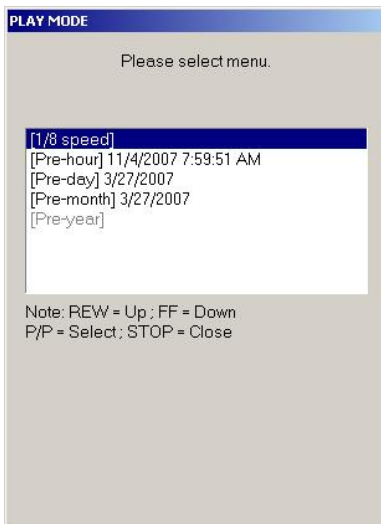 PLAY MODE
Please select menu.
[1/8 speed]
[Pre-hour] 11/4/2007 7:59:51 AM
[Pre-day] 3/27/2007
[Pre-month] 3/27/2007
[Pre-year]
Note: REW = Up ; FF = Down
P/P = Select ; STOP = Close